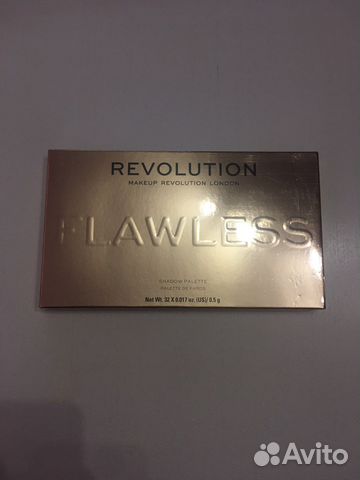 REVOLUTION
MAKEUP REVOLUTION LONDON
FLAWLESS
SHADOW PALETTE
PALETTE DE FARDS
Net Wt. 32 X 0.017 oz. (US)/ 0.5 g
Avito